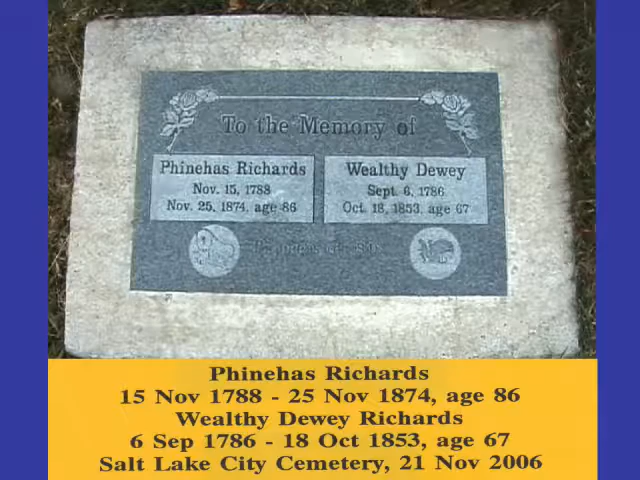 To the Memory of
Phinehas Richards
Nov. 15, 1788
Nov. 25, 1874, age 86
Wealthy Dewey
Sept. 6, 1786
Oct. 18, 1853, age 67
Phinehas Richards
15 Nov 1788 - 25 Nov 1874, age 86
Wealthy Dewey Richards
6 Sep 1786 - 18 Oct 1853, age 67
Salt Lake City Cemetery, 21 Nov 2006